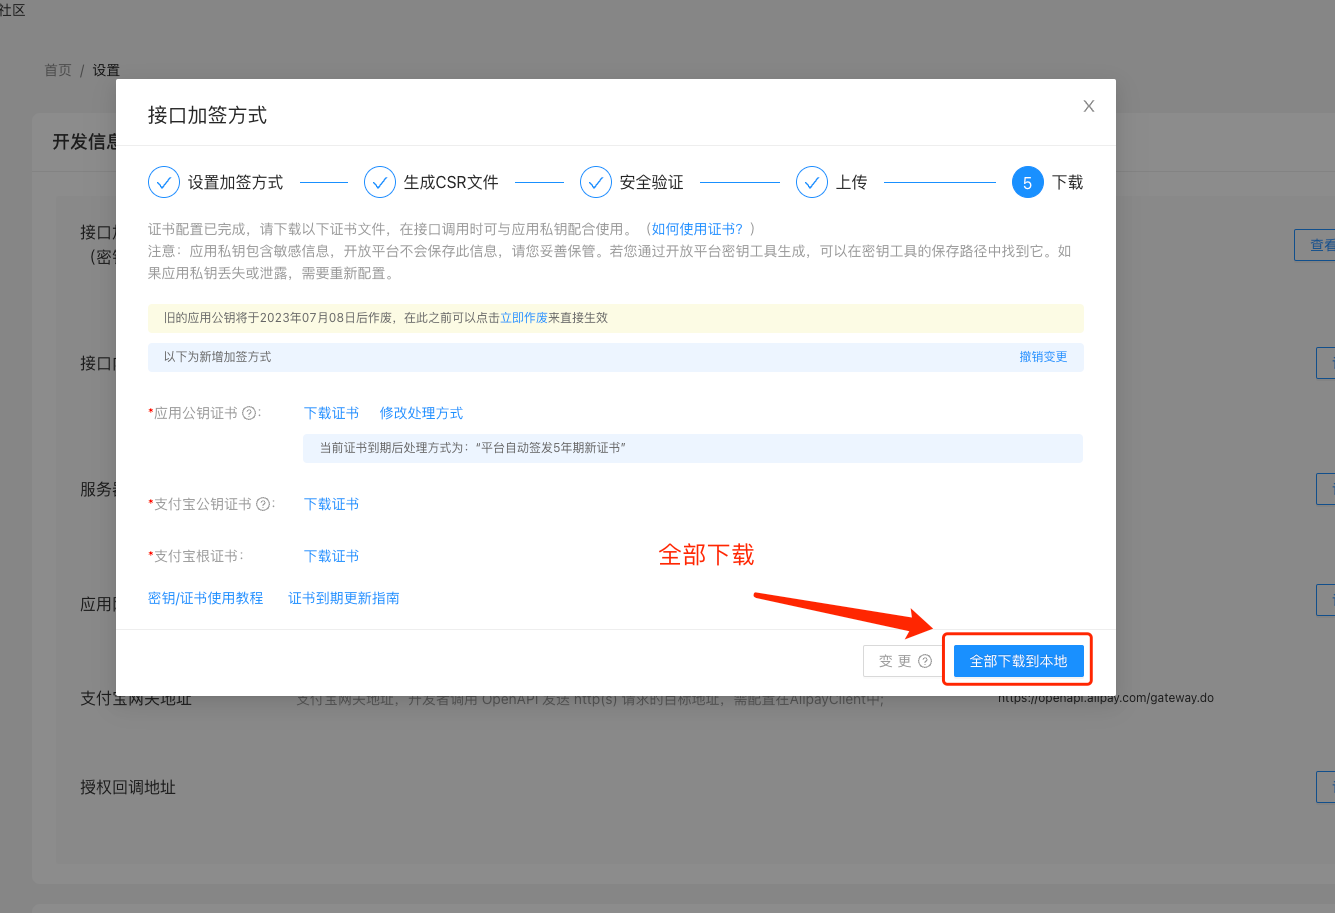 社区
首页 / 设置
接口加签方式
X
开发信息
设置加签方式
生成CSR文件
安全验证
上传
5 下载
证书配置已完成，请下载以下证书文件，在接口调用时可与应用私钥配合使用。（如何使用证书？）
注意：应用私钥包含敏感信息，开放平台不会保存此信息，请您妥善保管。若您通过开放平台密钥工具生成，可以在密钥工具的保存路径中找到它。如
果应用私钥丢失或泄露，需要重新配置。
接口
（密
查看
旧的应用公钥将于2023年07月08日后作废，在此之前可以点击立即作废来直接生效
以下为新增加签方式 撤销变更
接口
*应用公钥证书 ?: 下载证书 修改处理方式
当前证书到期后处理方式为：“平台自动签发5年期新证书”
服务
*支付宝公钥证书 ?: 下载证书
*支付宝根证书: 下载证书
全部下载
密钥/证书使用教程 证书到期更新指南
应用
变 更 ? 全部下载到本地
支付宝网关地址 支付宝网关地址，开发者调用 OpenAPI 发送 http(s) 请求的目标地址，需配置在AlipayClient中; https://openapi.alipay.com/gateway.do
授权回调地址